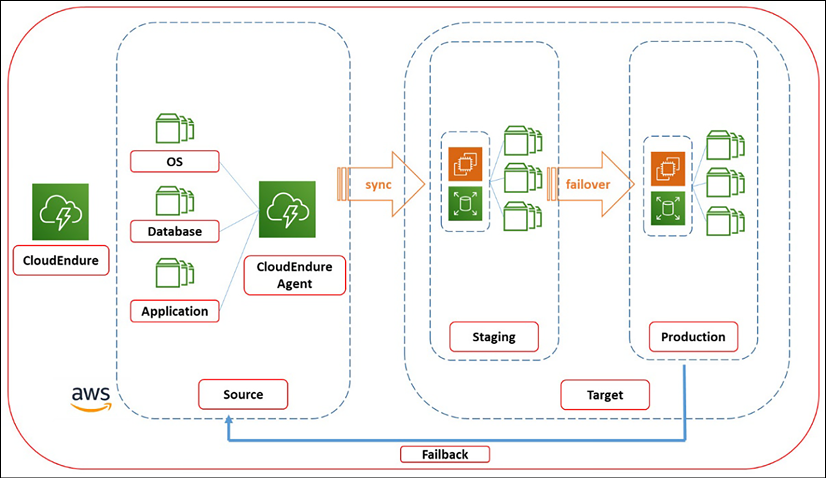 OS
Database
Application
CloudEndure
CloudEndure
Agent
sync
failover
Staging
Production
aws
Source
Target
Failback